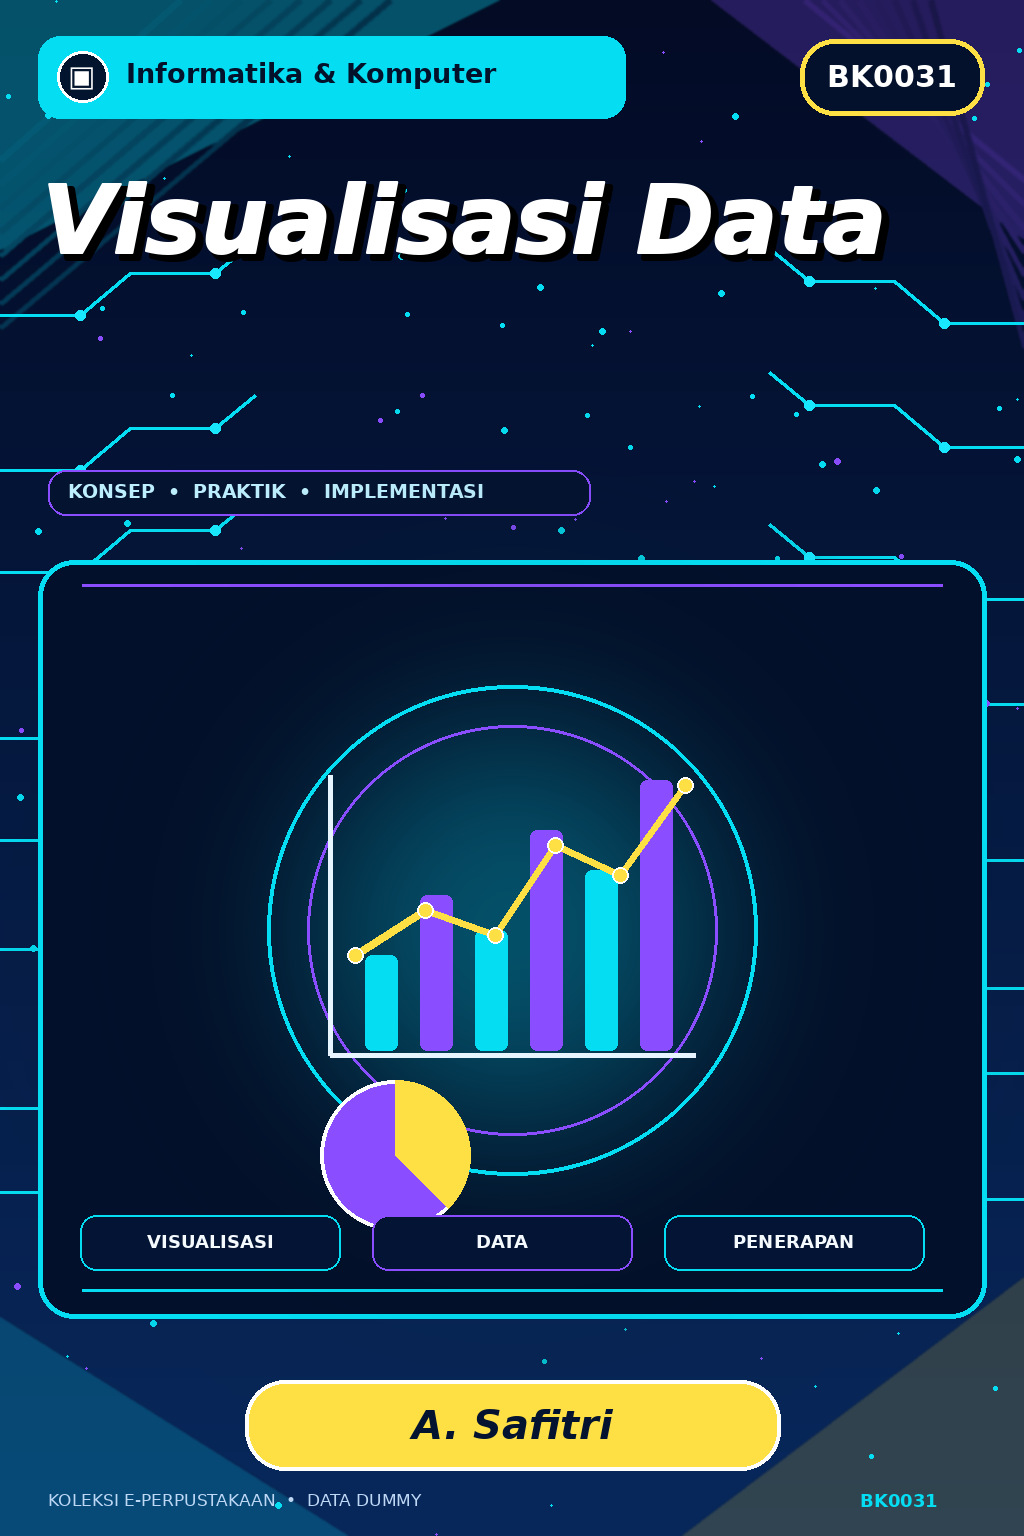 Informatika & Komputer
BK0031
Visualisasi Data
KONSEP • PRAKTIK • IMPLEMENTASI
VISUALISASI
DATA
PENERAPAN
A. Safitri
KOLEKSI E-PERPUSTAKAAN • DATA DUMMY
BK0031